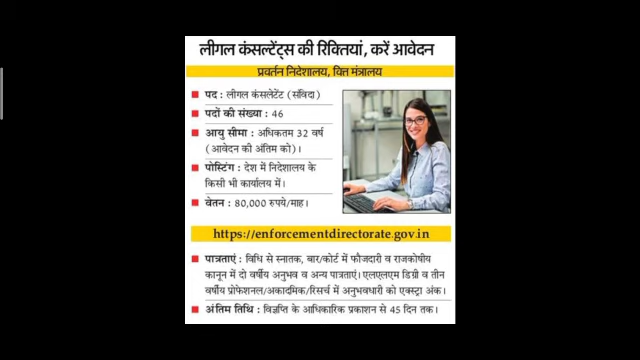 लीगल कंसल्टेंट्स की रिक्तियां, करें आवेदन
प्रवर्तन निदेशालय, वित्त मंत्रालय
■ पद : लीगल कंसलेटेंट (संविदा)
■ पदों की संख्या : 46
■ आयु सीमा : अधिकतम 32 वर्ष
(आवेदन की अंतिम को)।
■ पोस्टिंग : देश में निदेशालय के
किसी भी कार्यालय में।
■ वेतन : 80,000 रुपये/माह।
https://enforcementdirectorate.gov.in
■ पात्रताएं : विधि से स्नातक, बार/कोर्ट में फौजदारी व राजकोषीय
कानून में दो वर्षीय अनुभव व अन्य पात्रताएं। एलएलएम डिग्री व तीन
वर्षीय प्रोफेशनल/अकादमिक/रिसर्च में अनुभवधारी को एक्स्ट्रा अंक।
■ अंतिम तिथि : विज्ञप्ति के आधिकारिक प्रकाशन से 45 दिन तक।